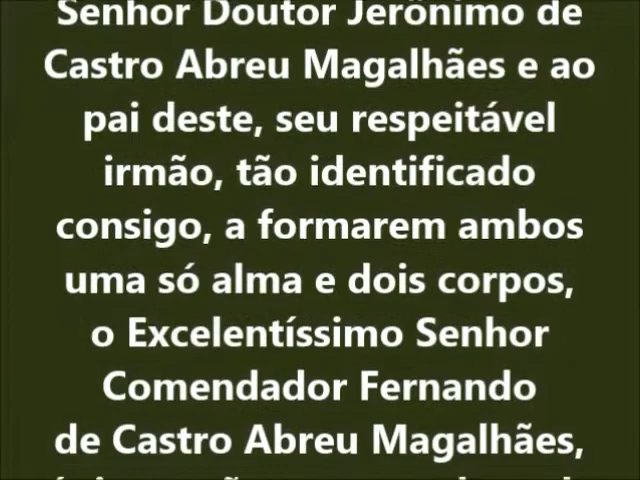 Senhor Doutor Jerônimo de
Castro Abreu Magalhães e ao
pai deste, seu respeitável
irmão, tão identificado
consigo, a formarem ambos
uma só alma e dois corpos,
o Excelentíssimo Senhor
Comendador Fernando
de Castro Abreu Magalhães,